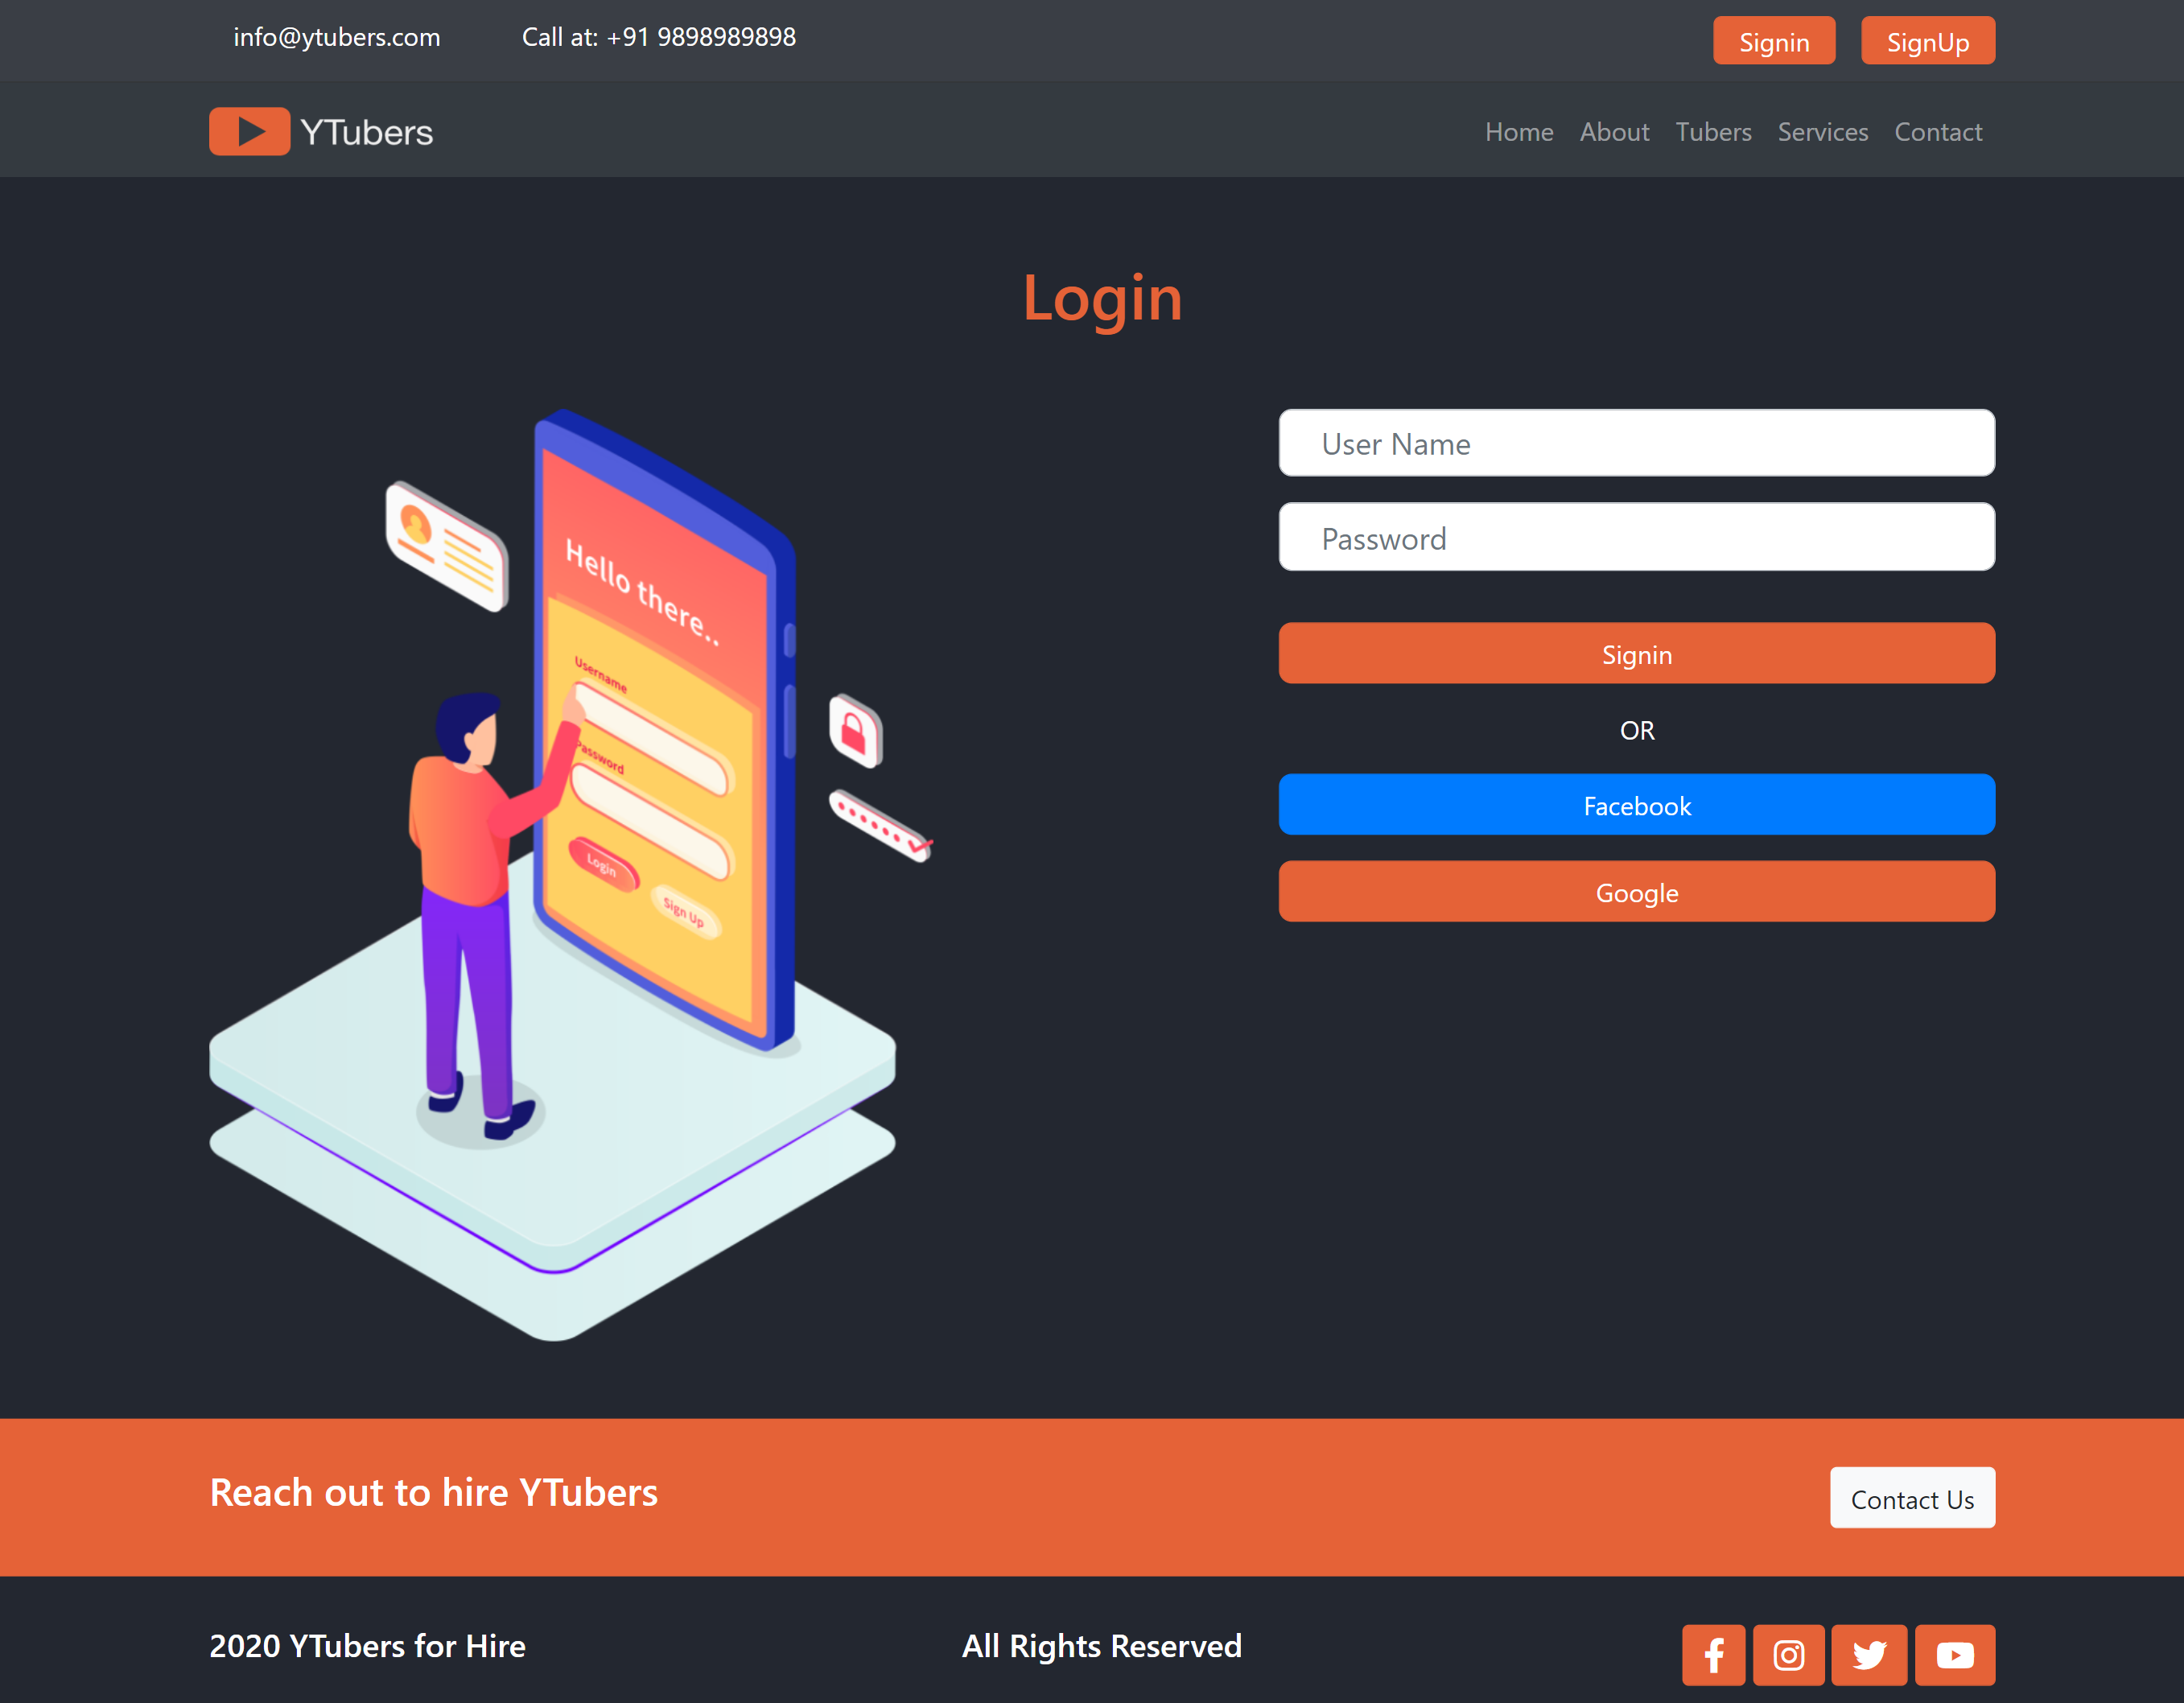 info@ytubers.com
Call at: +91 9898989898
Signin
SignUp
YTubers
Home
About
Tubers
Services
Contact
Login
Hello there..
Username
Password
Login
Sign Up
User Name
Password
Signin
OR
Facebook
Google
Reach out to hire YTubers
Contact Us
2020 YTubers for Hire
All Rights Reserved